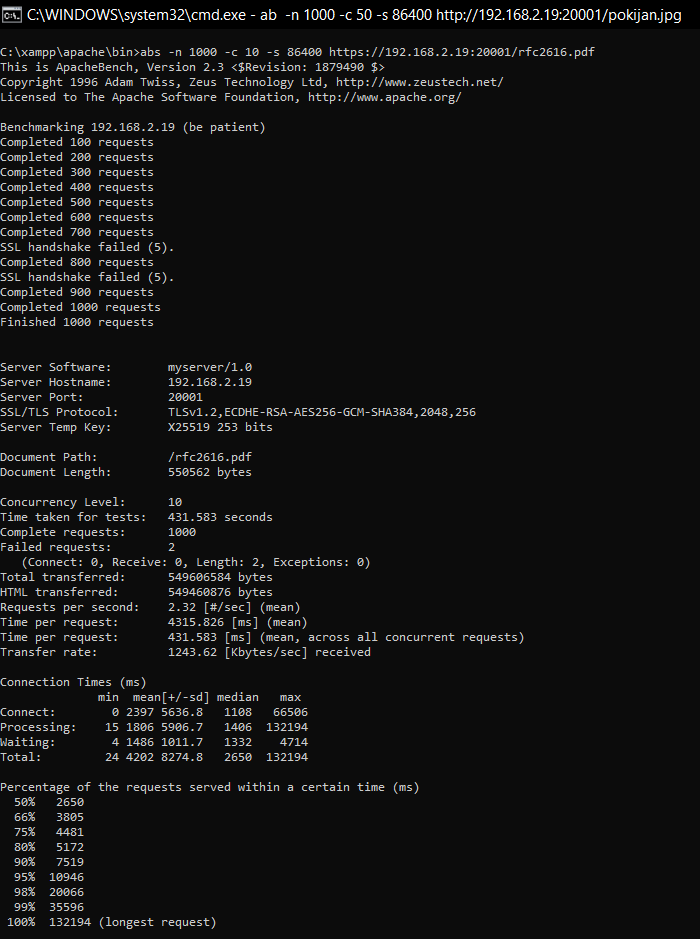 C:\WINDOWS\system32\cmd.exe - ab  -n 1000 -c 50 -s 86400 http://192.168.2.19:20001/pokijan.jpg
C:\xampp\apache\bin>abs -n 1000 -c 10 -s 86400 https://192.168.2.19:20001/rfc2616.pdf
This is ApacheBench, Version 2.3 <$Revision: 1879490 $>
Copyright 1996 Adam Twiss, Zeus Technology Ltd, http://www.zeustech.net/
Licensed to The Apache Software Foundation, http://www.apache.org/

Benchmarking 192.168.2.19 (be patient)
Completed 100 requests
Completed 200 requests
Completed 300 requests
Completed 400 requests
Completed 500 requests
Completed 600 requests
Completed 700 requests
SSL handshake failed (5).
Completed 800 requests
SSL handshake failed (5).
Completed 900 requests
Completed 1000 requests
Finished 1000 requests


Server Software:        myserver/1.0
Server Hostname:        192.168.2.19
Server Port:            20001
SSL/TLS Protocol:       TLSv1.2,ECDHE-RSA-AES256-GCM-SHA384,2048,256
Server Temp Key:        X25519 253 bits

Document Path:          /rfc2616.pdf
Document Length:        550562 bytes

Concurrency Level:      10
Time taken for tests:   431.583 seconds
Complete requests:      1000
Failed requests:        2
   (Connect: 0, Receive: 0, Length: 2, Exceptions: 0)
Total transferred:      549606584 bytes
HTML transferred:       549460876 bytes
Requests per second:    2.32 [#/sec] (mean)
Time per request:       4315.826 [ms] (mean)
Time per request:       431.583 [ms] (mean, across all concurrent requests)
Transfer rate:          1243.62 [Kbytes/sec] received

Connection Times (ms)
              min  mean[+/-sd] median   max
Connect:        0 2397 5636.8   1108   66506
Processing:    15 1806 5906.7   1406  132194
Waiting:        4 1486 1011.7   1332    4714
Total:         24 4202 8274.8   2650  132194

Percentage of the requests served within a certain time (ms)
  50%   2650
  66%   3805
  75%   4481
  80%   5172
  90%   7519
  95%  10946
  98%  20066
  99%  35596
 100%  132194 (longest request)